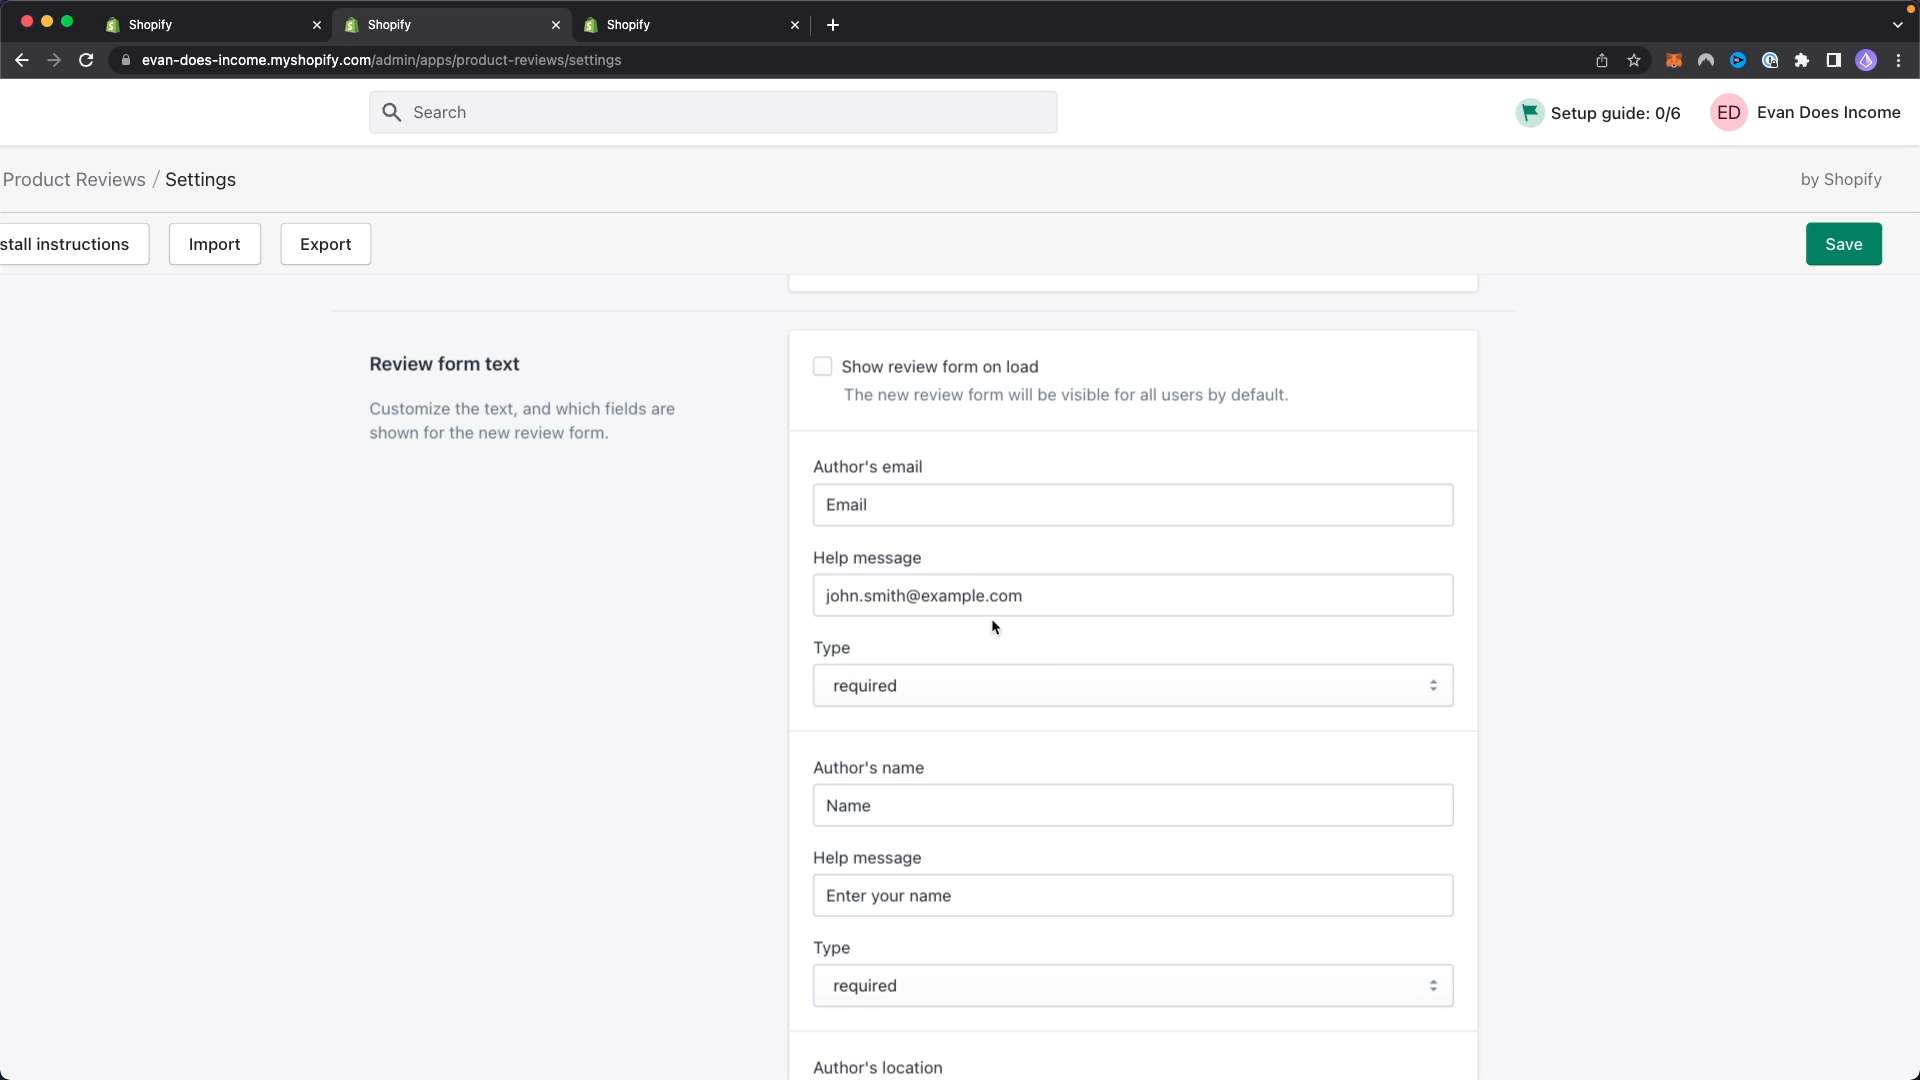 Shopify
Shopify
Shopify
evan-does-income.myshopify.com/admin/apps/product-reviews/settings
Search
Setup guide: 0/6
ED
Evan Does Income
Product Reviews / Settings
by Shopify
stall instructions
Import
Export
Save
Review form text
Customize the text, and which fields are
shown for the new review form.
Show review form on load
The new review form will be visible for all users by default.
Author's email
Email
Help message
john.smith@example.com
Type
required
Author's name
Name
Help message
Enter your name
Type
required
Author's location